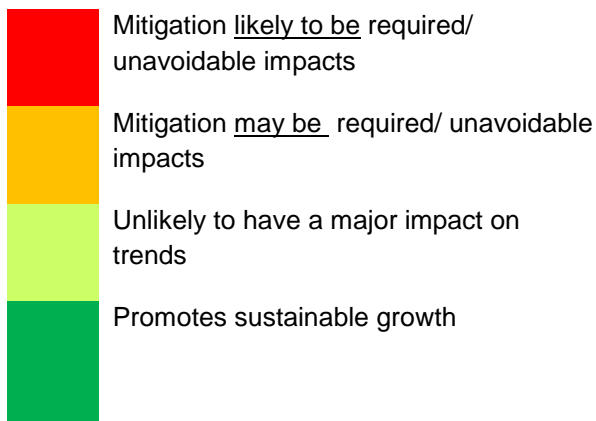 Mitigation likely to be required/
unavoidable impacts
Mitigation may be required/ unavoidable
impacts
Unlikely to have a major impact on
trends
Promotes sustainable growth